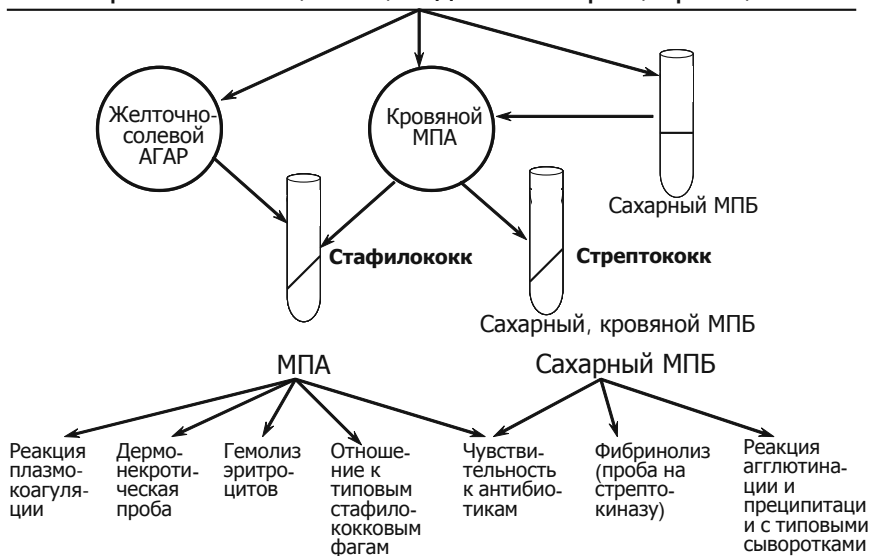 Желточно-
солевой
АГАР
Кровяной
МПА
Сахарный МПБ
Стафилококк
Стрептококк
Сахарный, кровяной МПБ
МПА
Сахарный МПБ
Реакция
плазмо-
коагуля-
ции
Дермо-
некроти-
ческая
проба
Гемолиз
эритро-
цитов
Отноше-
ние к
типовым
стафило-
кокковым
фагам
Чувстви-
тельность
к антибио-
тикам
Фибринолиз
(проба на
стрепто-
киназу)
Реакция
агглютина-
ции и
преципитаци
и с типовыми
сыворотками